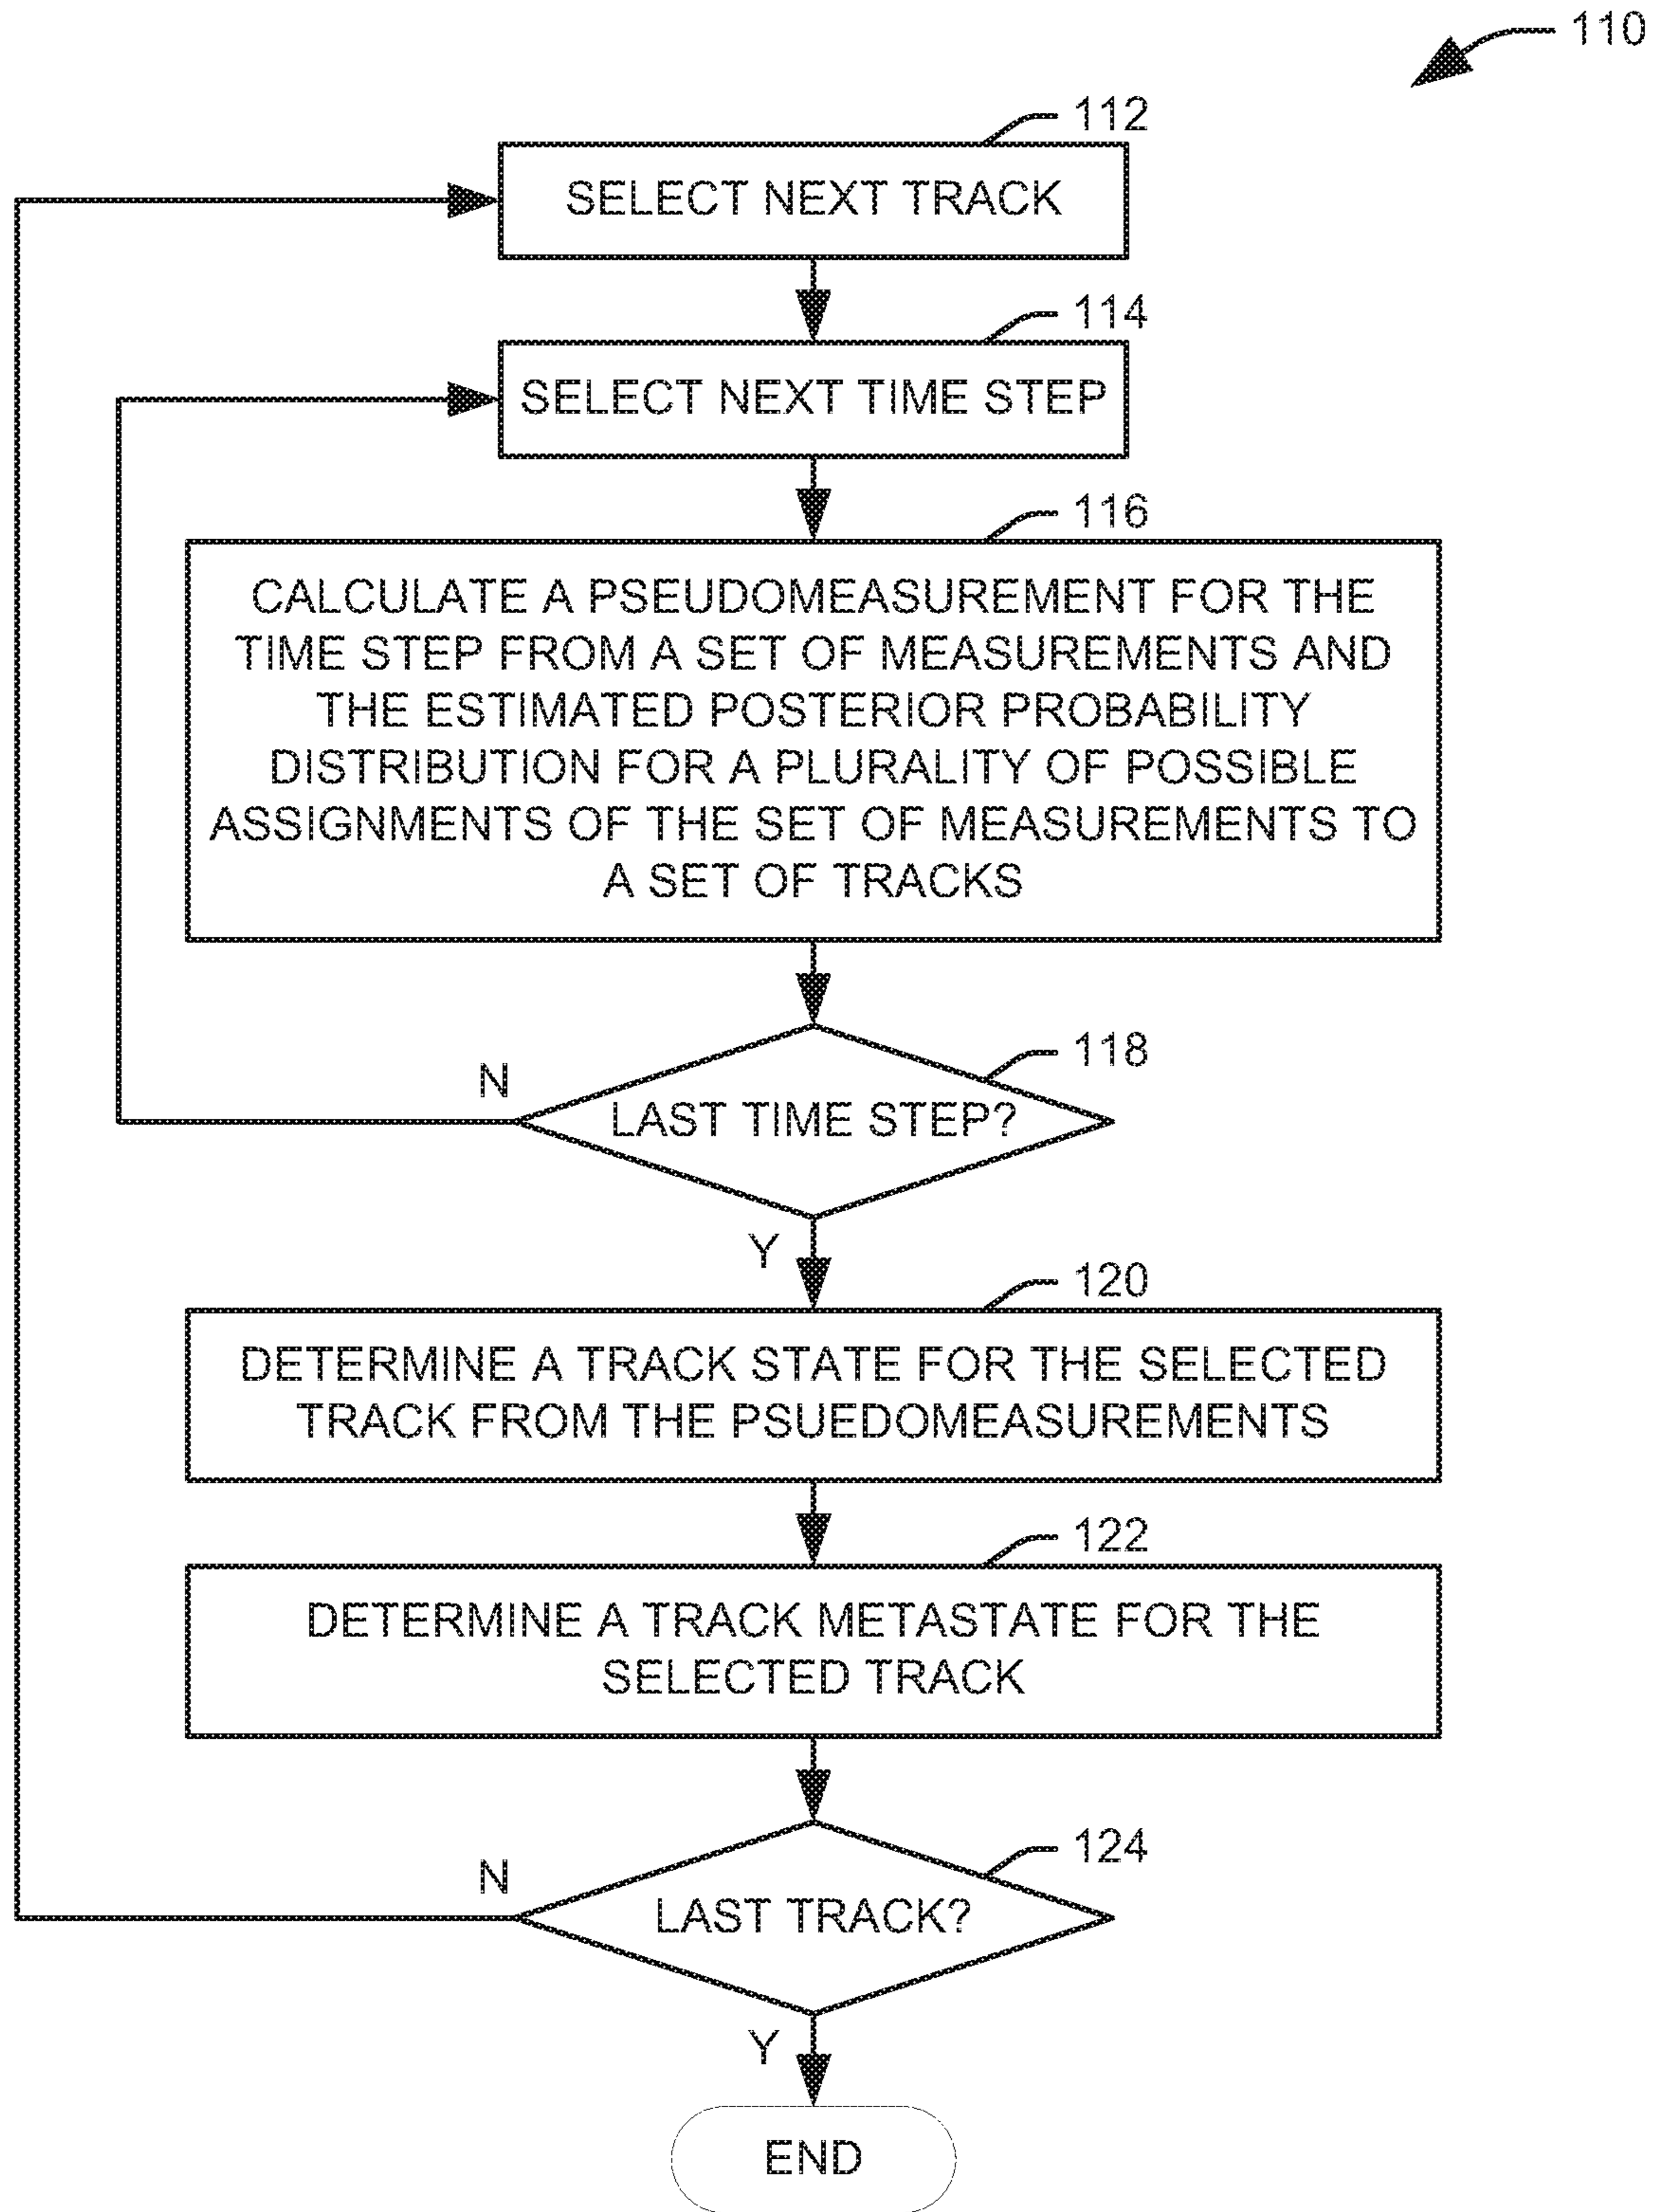 110
112
SELECT NEXT TRACK
114
SELECT NEXT TIME STEP
116
CALCULATE A PSEUDOMEASUREMENT FOR THE
TIME STEP FROM A SET OF MEASUREMENTS AND
THE ESTIMATED POSTERIOR PROBABILITY
DISTRIBUTION FOR A PLURALITY OF POSSIBLE
ASSIGNMENTS OF THE SET OF MEASUREMENTS TO
A SET OF TRACKS
118
N
LAST TIME STEP?
Y
120
DETERMINE A TRACK STATE FOR THE SELECTED
TRACK FROM THE PSUEDOMEASUREMENTS
122
DETERMINE A TRACK METASTATE FOR THE
SELECTED TRACK
124
N
LAST TRACK?
Y
END